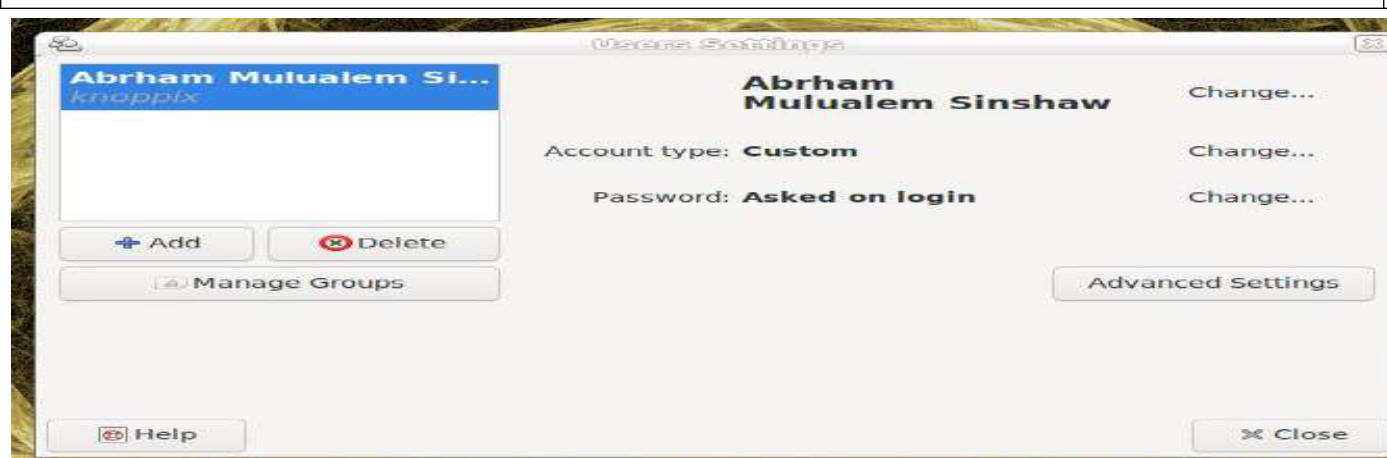 Users Settings
Abrham Mulualem Si...
knoppix
Abrham
Mulualem Sinshaw
Change...
Account type: Custom
Change...
Password: Asked on login
Change...
Add
Delete
Manage Groups
Advanced Settings
Help
Close